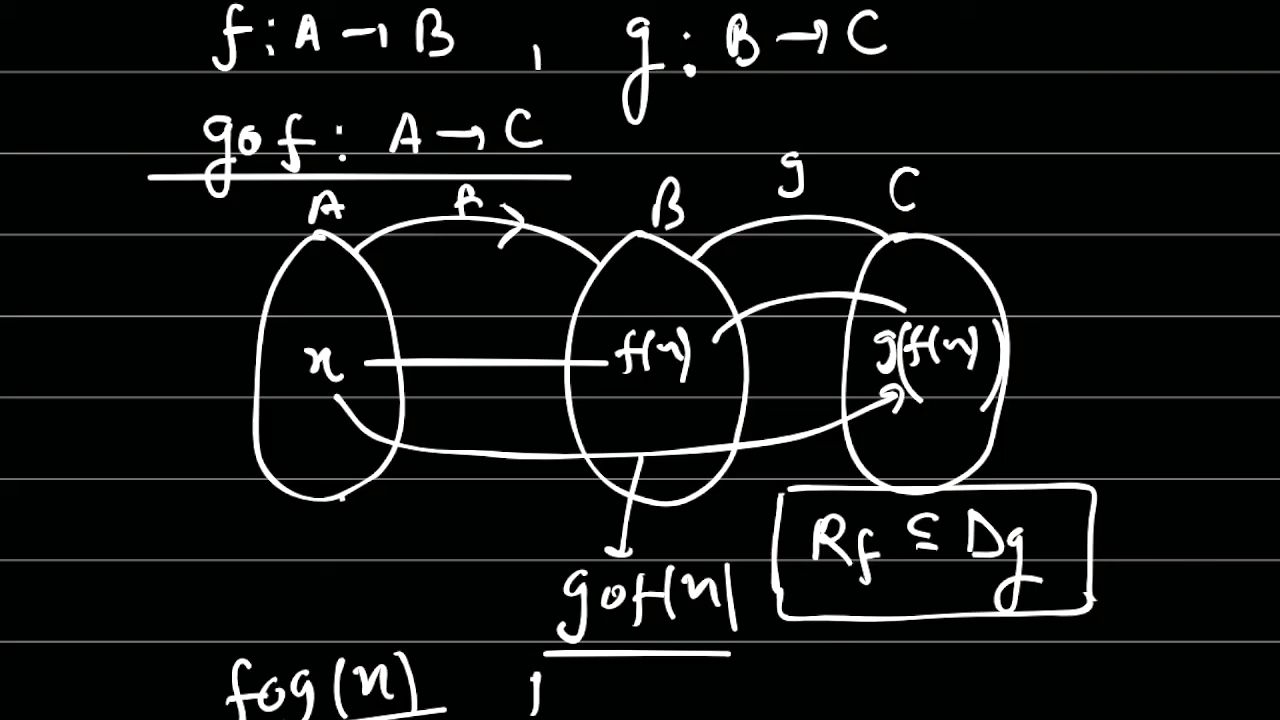 f: A → B , g: B → C
gof: A → C
A f B g C
x f(x) g(f(x))
Rf ⊆ Dg
gof(x)
fog(x) ,